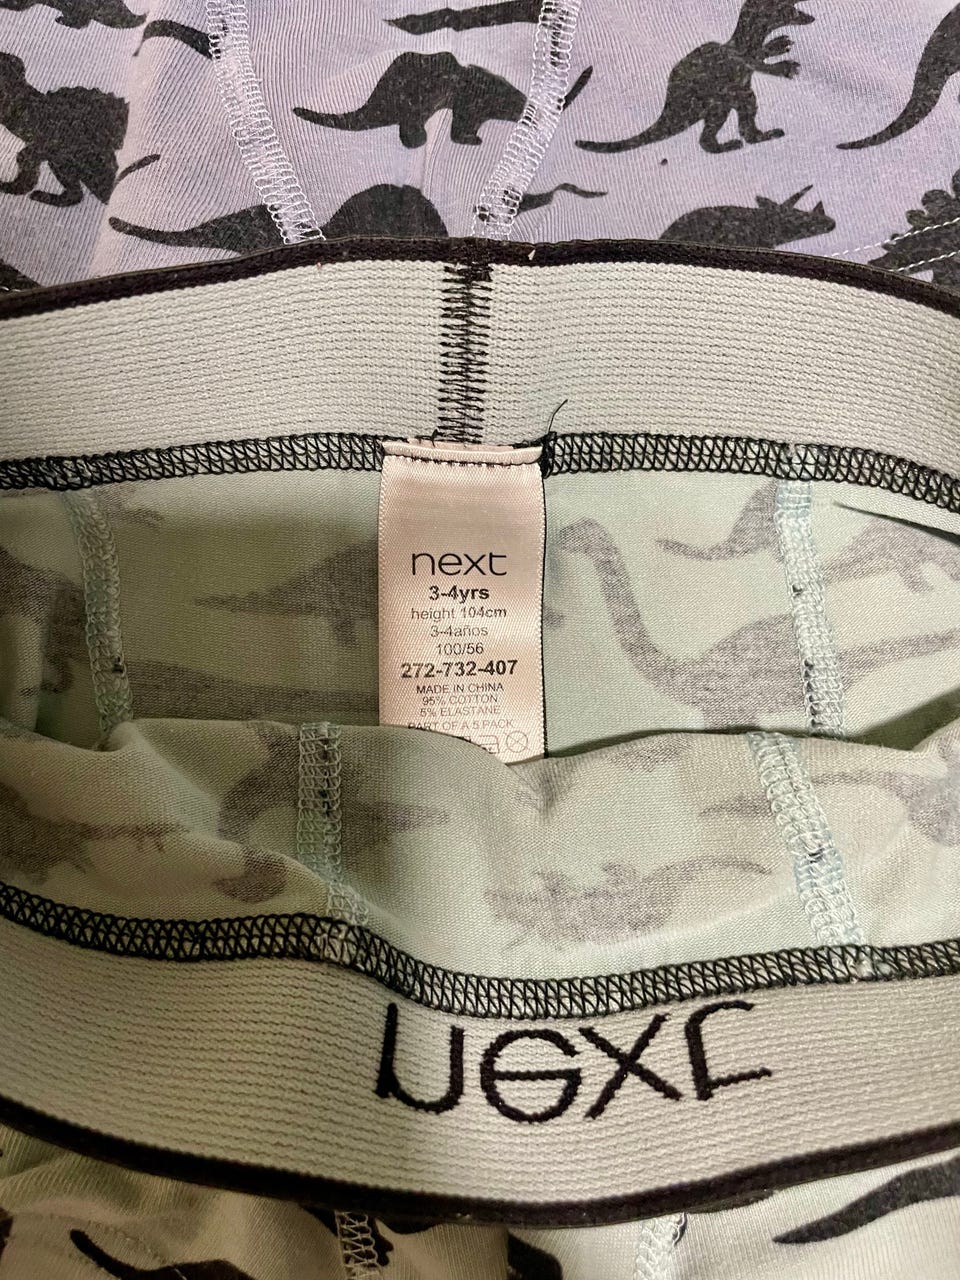 next
3-4yrs
height 104cm
3-4años
100/56
272-732-407
MADE IN CHINA
95% COTTON
5% ELASTANE
PART OF A 5 PACK
next